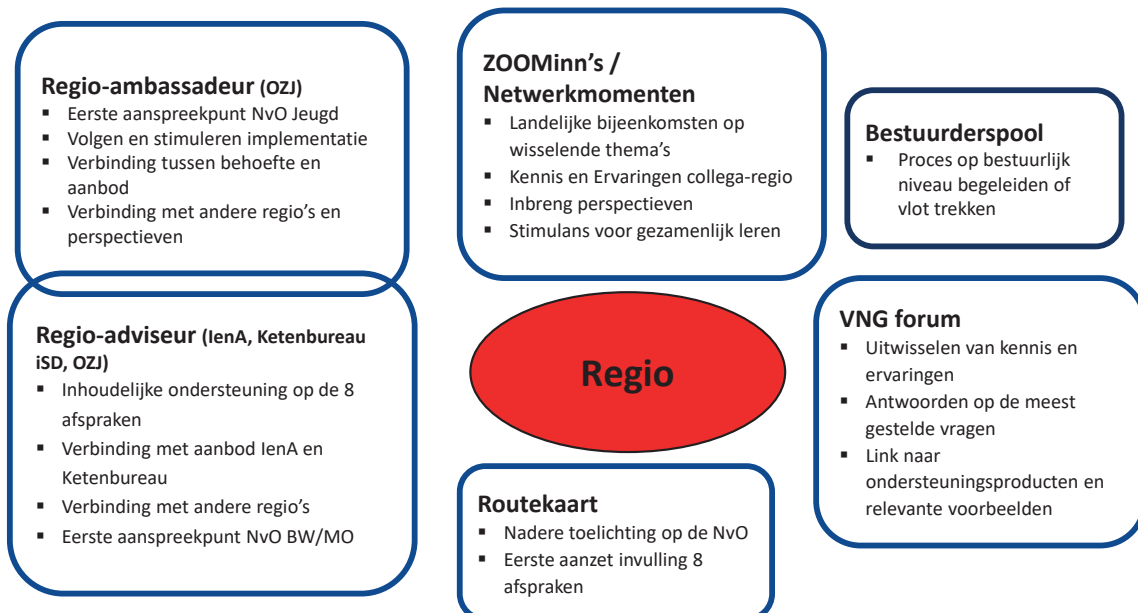 Regio-ambassadeur (OZJ)
▪ Eerste aanspreekpunt NvO Jeugd
▪ Volgen en stimuleren implementatie
▪ Verbinding tussen behoefte en
aanbod
▪ Verbinding met andere regio's en
perspectieven
Regio-adviseur (IenA, Ketenbureau
iSD, OZJ)
▪ Inhoudelijke ondersteuning op de 8
afspraken
▪ Verbinding met aanbod IenA en
Ketenbureau
▪ Verbinding met andere regio's
▪ Eerste aanspreekpunt NvO BW/MO
ZOOMinn's /
Netwerkmomenten
▪ Landelijke bijeenkomsten op
wisselende thema's
▪ Kennis en Ervaringen collega-regio
▪ Inbreng perspectieven
▪ Stimulans voor gezamenlijk leren
Regio
Routekaart
▪ Nadere toelichting op de NvO
▪ Eerste aanzet invulling 8
afspraken
Bestuurderspool
▪ Proces op bestuurlijk
niveau begeleiden of
vlot trekken
VNG forum
▪ Uitwisselen van kennis en
ervaringen
▪ Antwoorden op de meest
gestelde vragen
▪ Link naar
ondersteuningsproducten en
relevante voorbeelden